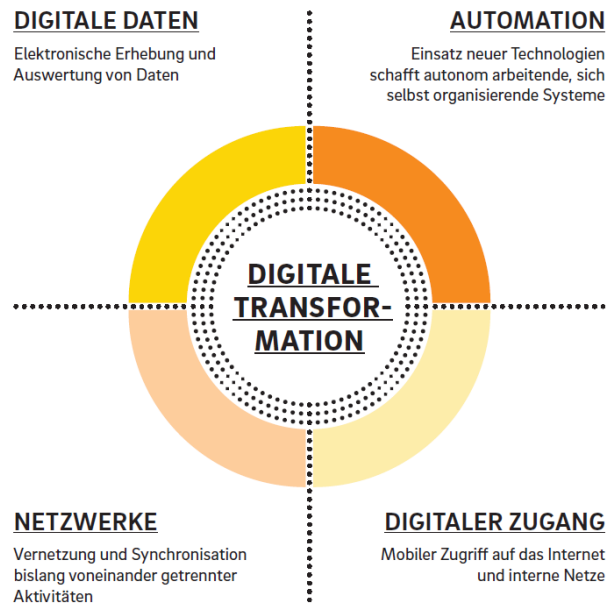 DIGITALE DATEN
Elektronische Erhebung und
Auswertung von Daten
AUTOMATION
Einsatz neuer Technologien
schafft autonom arbeitende, sich
selbst organisierende Systeme
DIGITALE
TRANSFOR-
MATION
NETZWERKE
Vernetzung und Synchronisation
bislang voneinander getrennter
Aktivitäten
DIGITALER ZUGANG
Mobiler Zugriff auf das Internet
und interne Netze